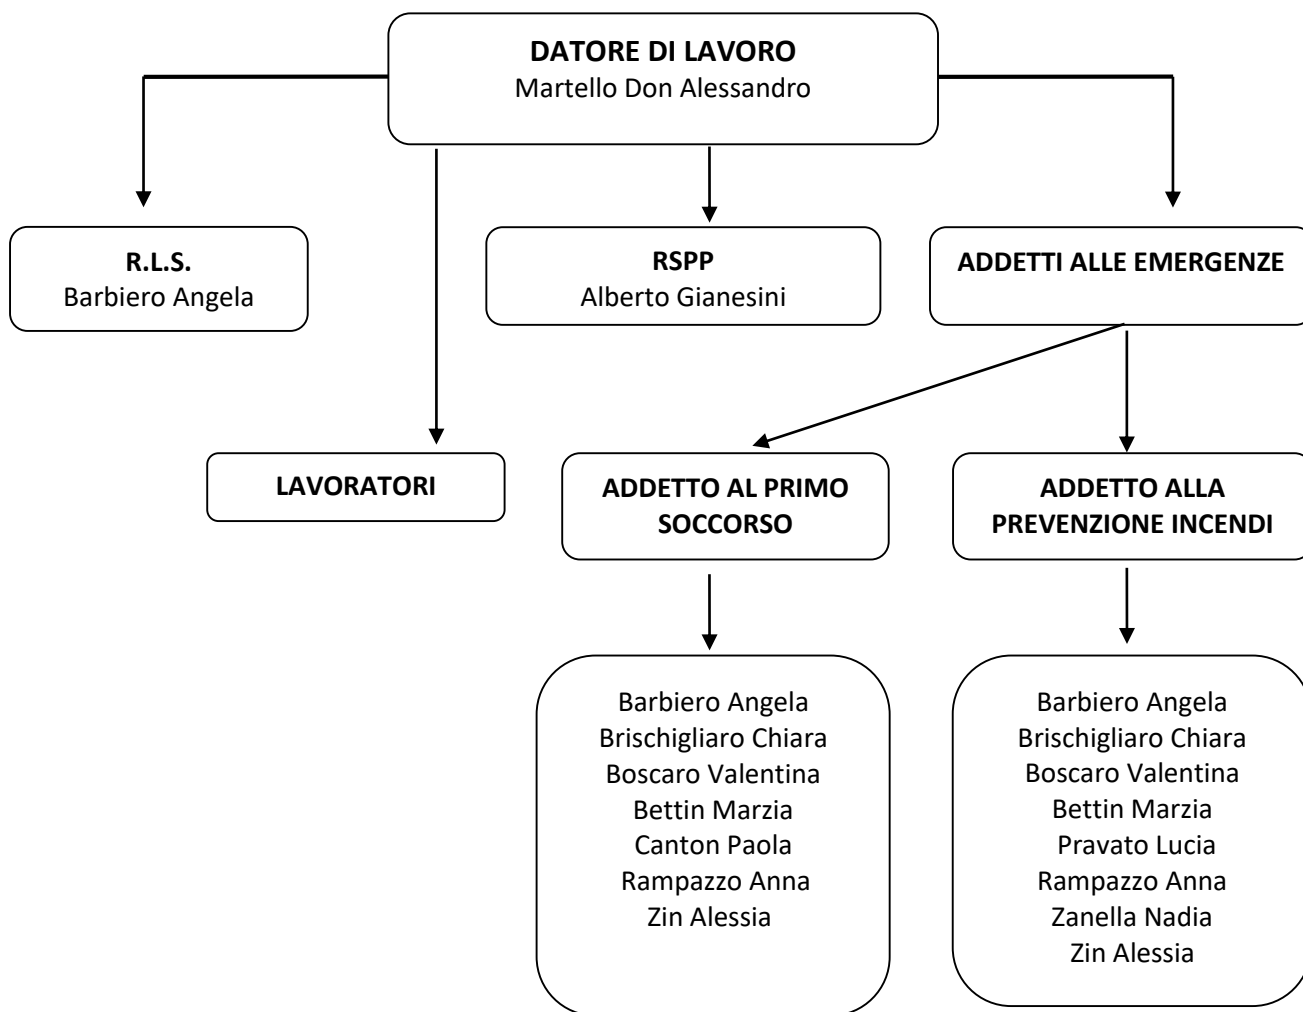 DATORE DI LAVORO
Martello Don Alessandro
R.L.S.
Barbiero Angela
RSPP
Alberto Gianesini
ADDETTI ALLE EMERGENZE
LAVORATORI
ADDETTO AL PRIMO
SOCCORSO
ADDETTO ALLA
PREVENZIONE INCENDI
Barbiero Angela
Brischigliaro Chiara
Boscaro Valentina
Bettin Marzia
Canton Paola
Rampazzo Anna
Zin Alessia
Barbiero Angela
Brischigliaro Chiara
Boscaro Valentina
Bettin Marzia
Pravato Lucia
Rampazzo Anna
Zanella Nadia
Zin Alessia